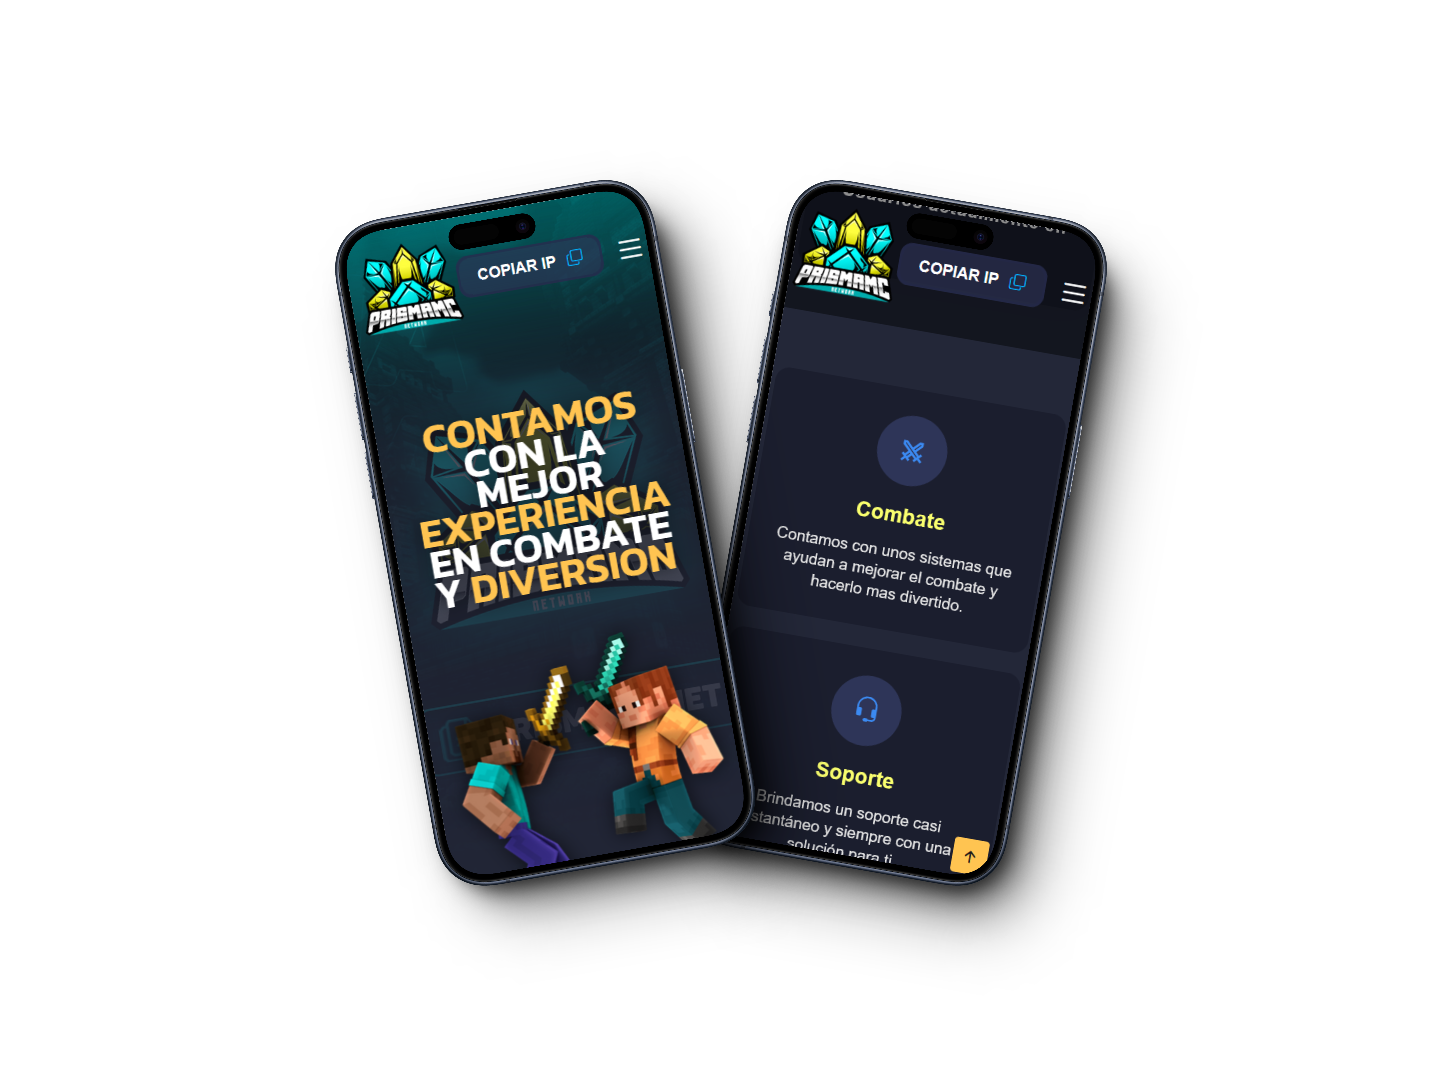 COPIAR IP
PRISMAMC
NETWORK
CONTAMOS
CON LA
MEJOR
EXPERIENCIA
EN COMBATE
Y DIVERSION
NETWORK
COPIAR IP
PRISMAMC
NETWORK
Combate
Contamos con unos sistemas que
ayudan a mejorar el combate y
hacerlo mas divertido.
Soporte
Brindamos un soporte casi
stantáneo y siempre con una
solución para ti